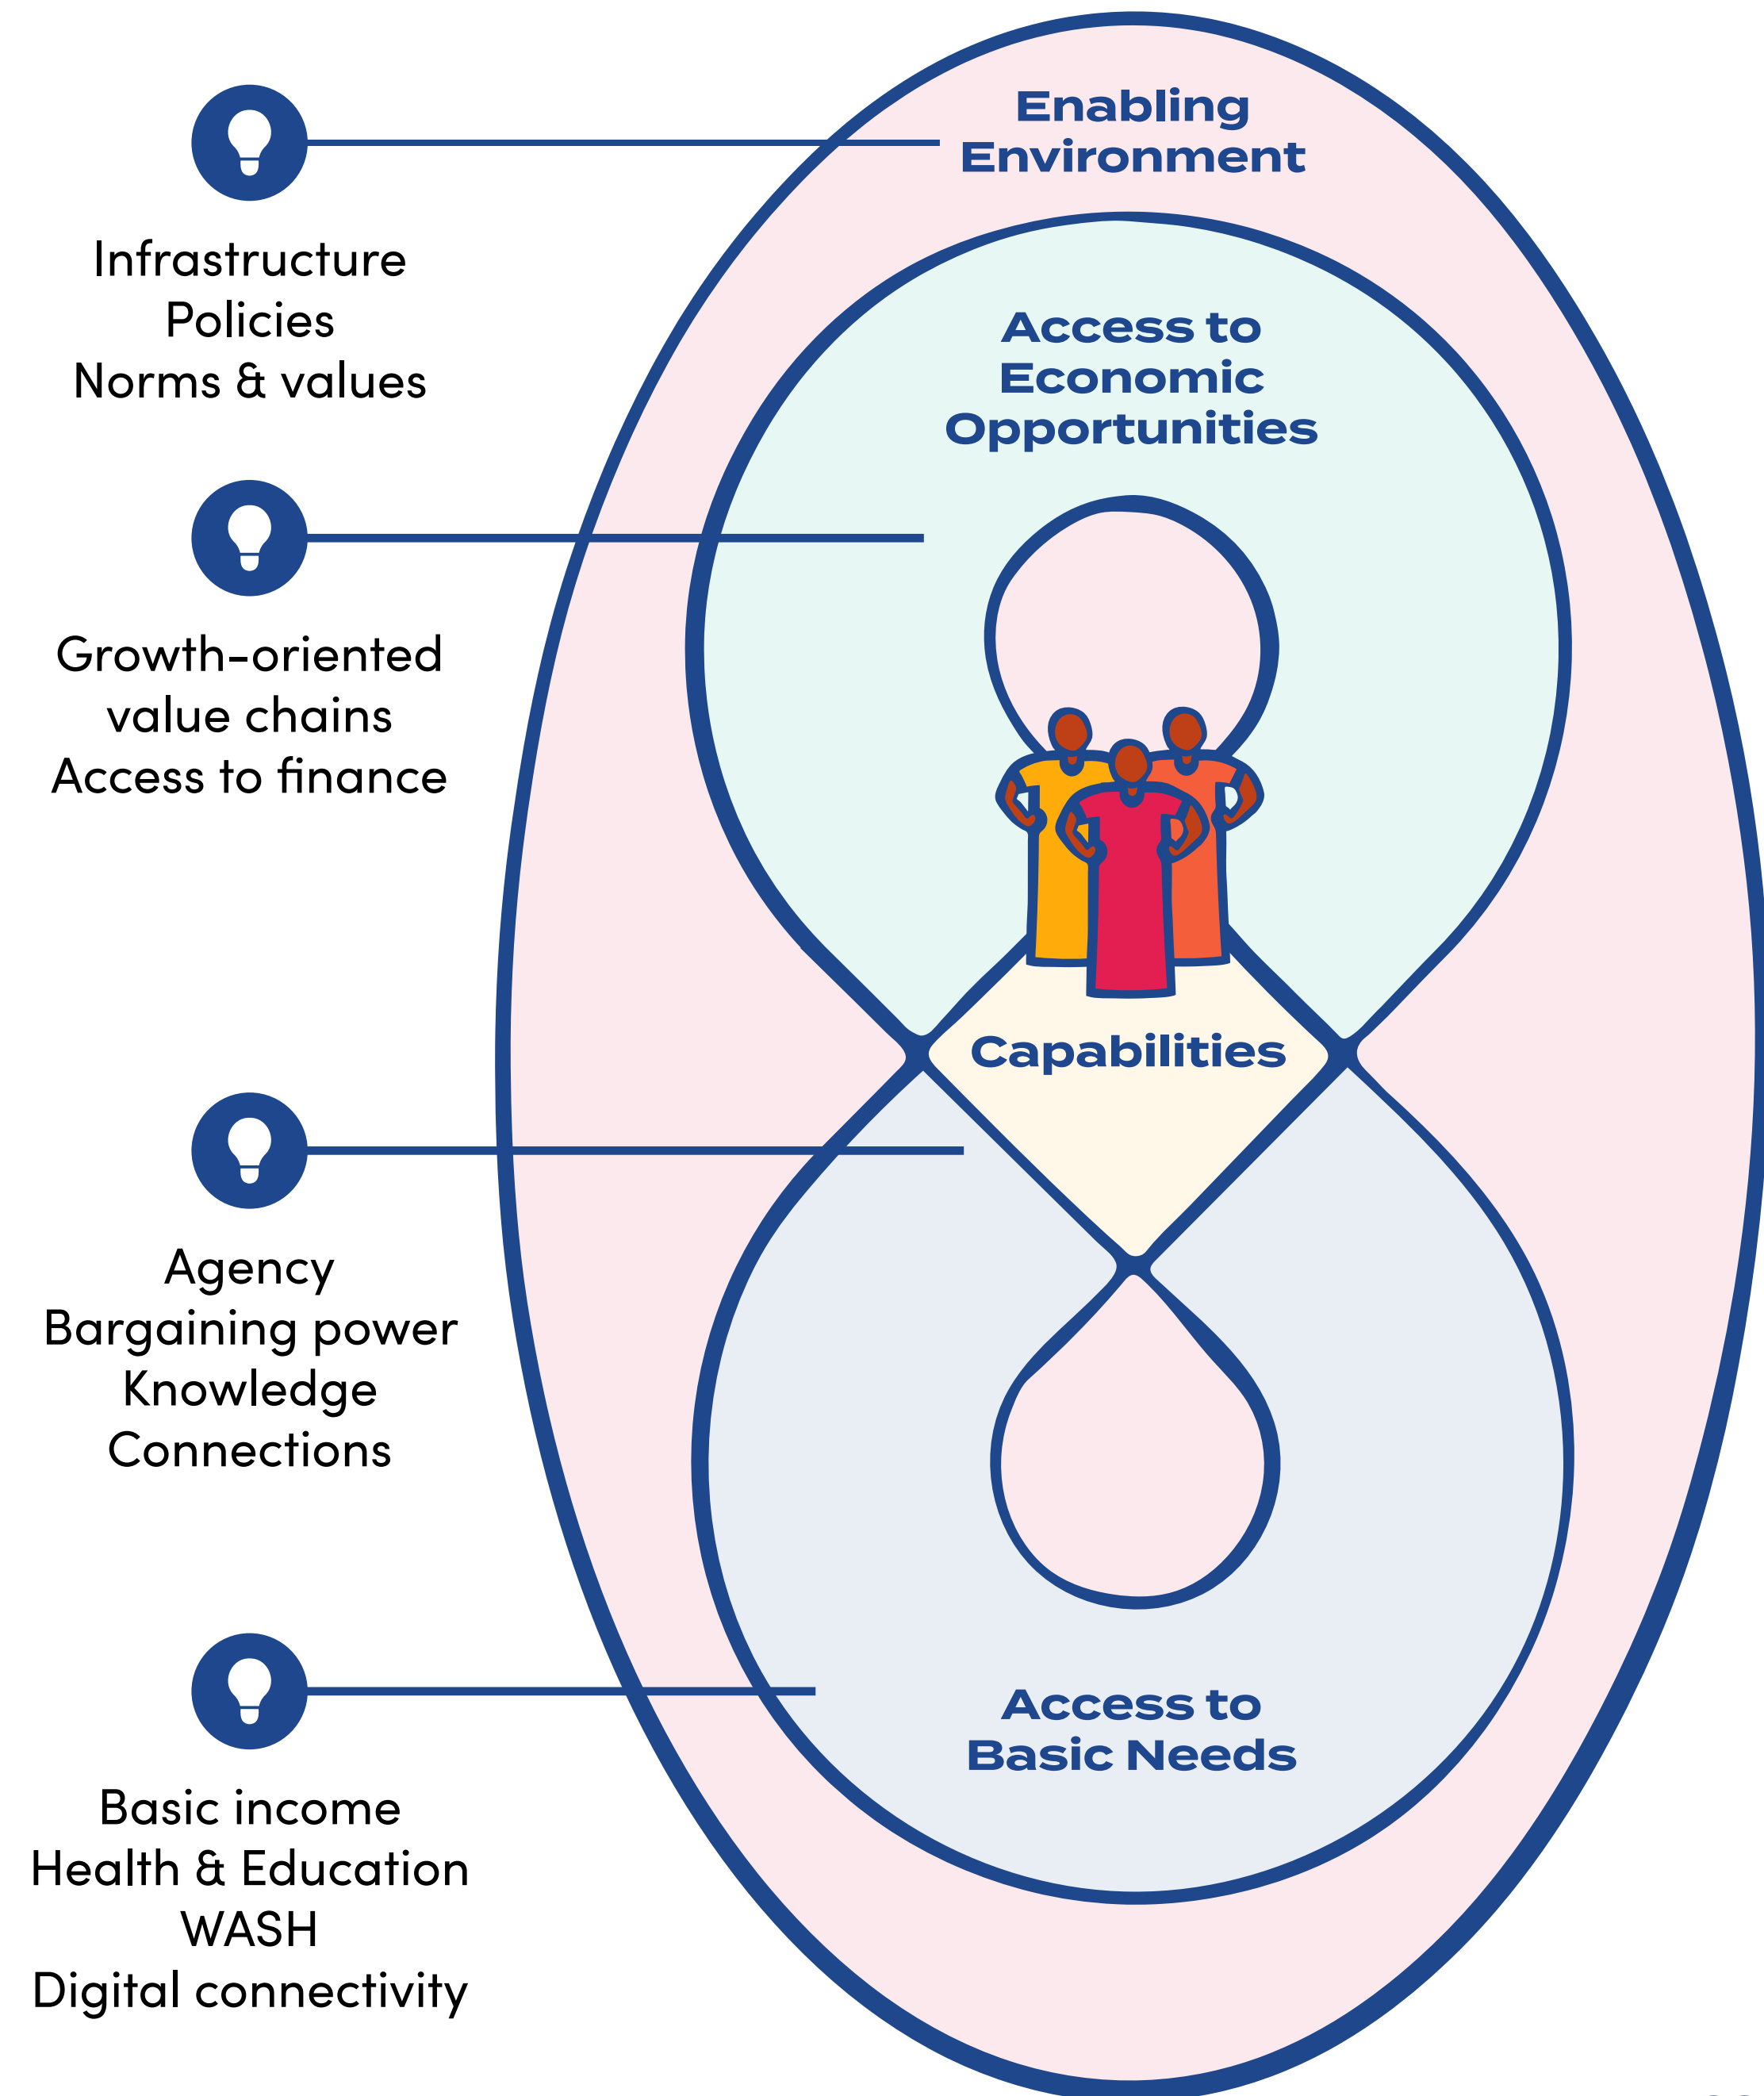 Enabling
Environment
Infrastructure
Policies
Norms & values
Access to
Economic
Opportunities
Growth-oriented
value chains
Access to finance
Capabilities
Agency
Bargaining power
Knowledge
Connections
Access to
Basic Needs
Basic income
Health & Education
WASH
Digital connectivity